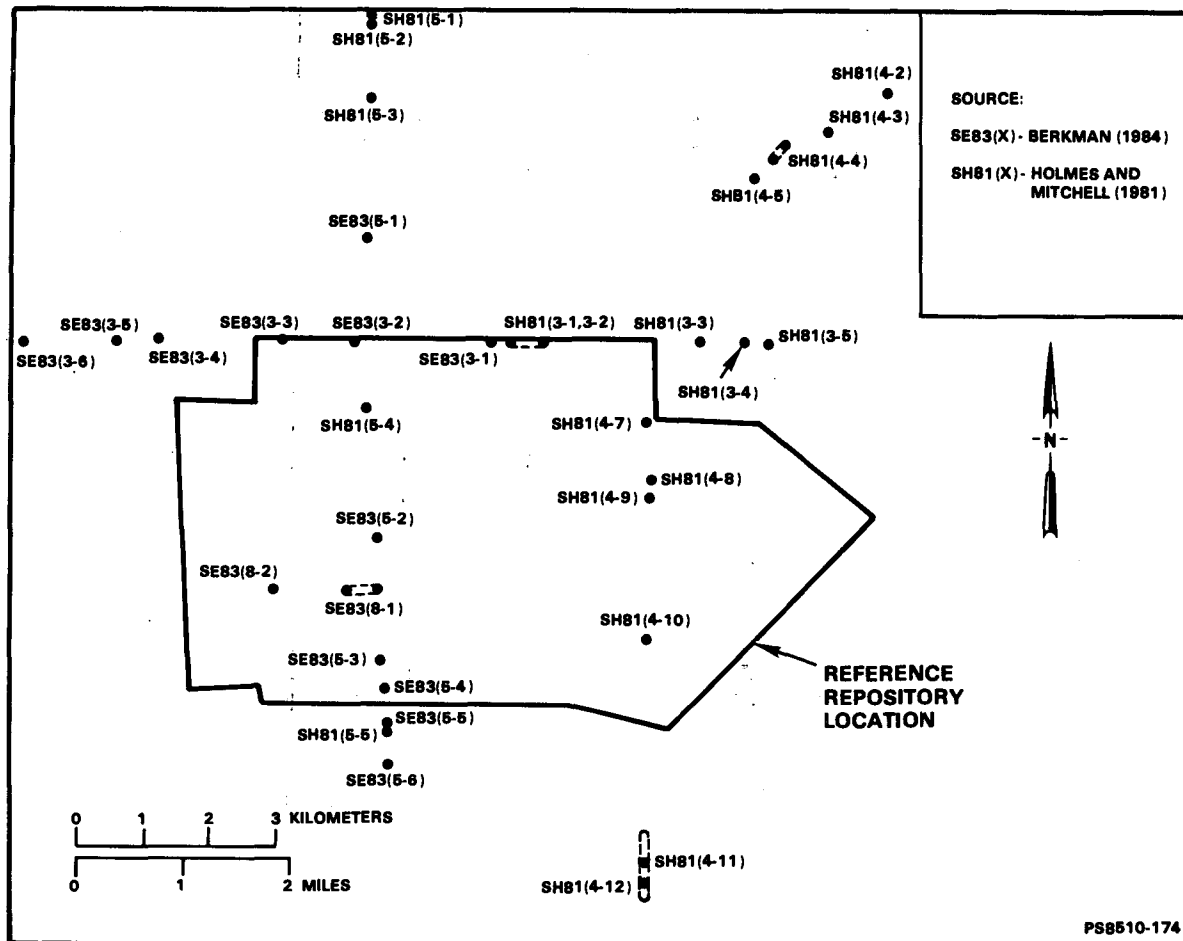 SH81(5-1)
SH81(5-2)
SH81(5-3)
SH81(4-2)
SH81(4-3)
SH81(4-4)
SHB1(4-5)
SOURCE:
SE83(X) - BERKMAN (1984)
SH81(X) - HOLMES AND
MITCHELL (1981)
SE83(5-1)
SE83(3-5)
SE83(3-3)
SE83(3-2)
SH81(3-1,3-2)
SH81(3-3)
SH81(3-5)
SE83(3-6)
SE83(3-4)
SE83(3-1)
SH81(3-4)
SH81(5-4)
SH81(4-7)
N
SH81(4-8)
SH81(4-9)
SE83(5-2)
SE83(8-2)
SE83(8-1)
SH81(4-10)
SE83(5-3)
SE83(5-4)
REFERENCE
REPOSITORY
LOCATION
SE83(5-5)
SH81(5-5)
SE83(5-6)
0 1 2 3 KILOMETERS
0 1 2 MILES
SH81(4-11)
SH81(4-12)
PS8510-174